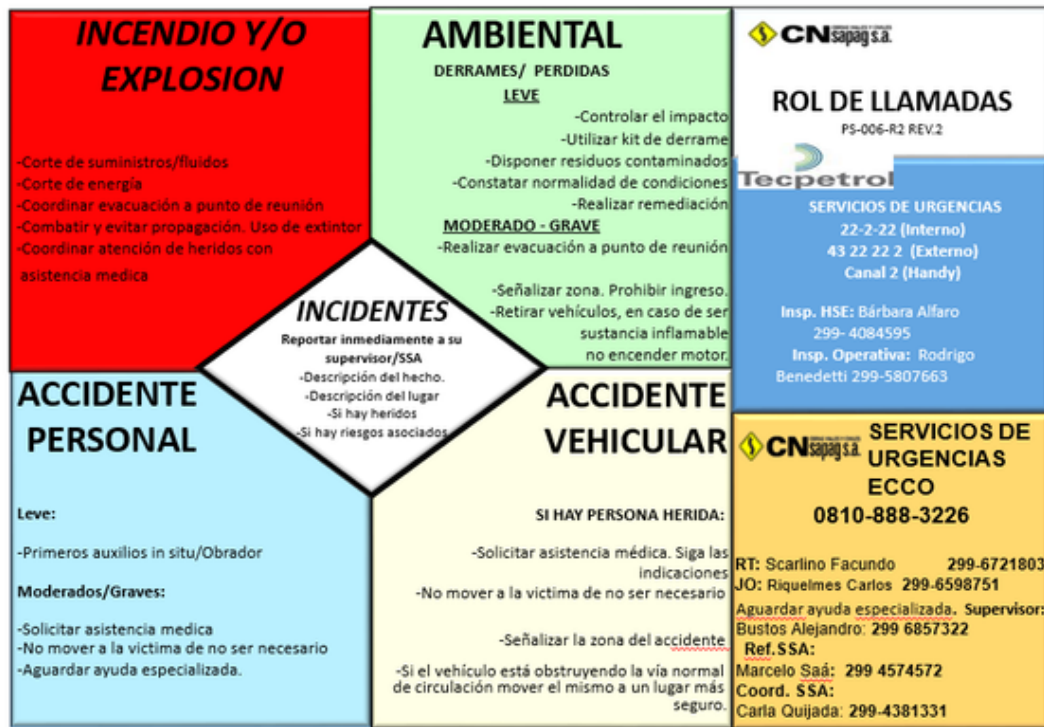 INCENDIO Y/O
EXPLOSION
-Corte de suministros/fluidos
-Corte de energía
-Coordinar evacuación a punto de reunión
-Combatir y evitar propagación. Uso de extintor
-Coordinar atención de heridos con
asistencia medica
AMBIENTAL
DERRAMES/ PERDIDAS
LEVE
-Controlar el impacto
-Utilizar kit de derrame
-Disponer residuos contaminados
-Constatar normalidad de condiciones
-Realizar remediación
MODERADO - GRAVE
-Realizar evacuación a punto de reunión
-Señalizar zona. Prohibir ingreso.
-Retirar vehículos, en caso de ser
sustancia inflamable
no encender motor.
INCIDENTES
Reportar inmediatamente a su
supervisor/SSA
-Descripción del hecho.
-Descripción del lugar
-Si hay heridos
-Si hay riesgos asociados
ACCIDENTE
PERSONAL
Leve:
-Primeros auxilios in situ/Obrador
Moderados/Graves:
-Solicitar asistencia medica
-No mover a la victima de no ser necesario
-Aguardar ayuda especializada.
ACCIDENTE
VEHICULAR
SI HAY PERSONA HERIDA:
-Solicitar asistencia médica. Siga las
indicaciones
-No mover a la victima de no ser necesario
-Señalizar la zona del accidente
-Si el vehículo está obstruyendo la vía normal
de circulación mover el mismo a un lugar más
seguro.
CN sapag s.a.
ROL DE LLAMADAS
PS-006-R2 REV.2
Tecpetrol
SERVICIOS DE URGENCIAS
22-2-22 (Interno)
43 22 22 2 (Externo)
Canal 2 (Handy)
Insp. HSE: Bárbara Alfaro
299- 4084595
Insp. Operativa: Rodrigo
Benedetti 299-5807663
CN sapag s.a.
SERVICIOS DE
URGENCIAS
ECCO
0810-888-3226
RT: Scarlino Facundo 299-6721803
JO: Riquelmes Carlos 299-6598751
Aguardar ayuda especializada. Supervisor:
Bustos Alejandro: 299 6857322
Ref.SSA:
Marcelo Saá: 299 4574572
Coord. SSA:
Carla Quijada: 299-4381331